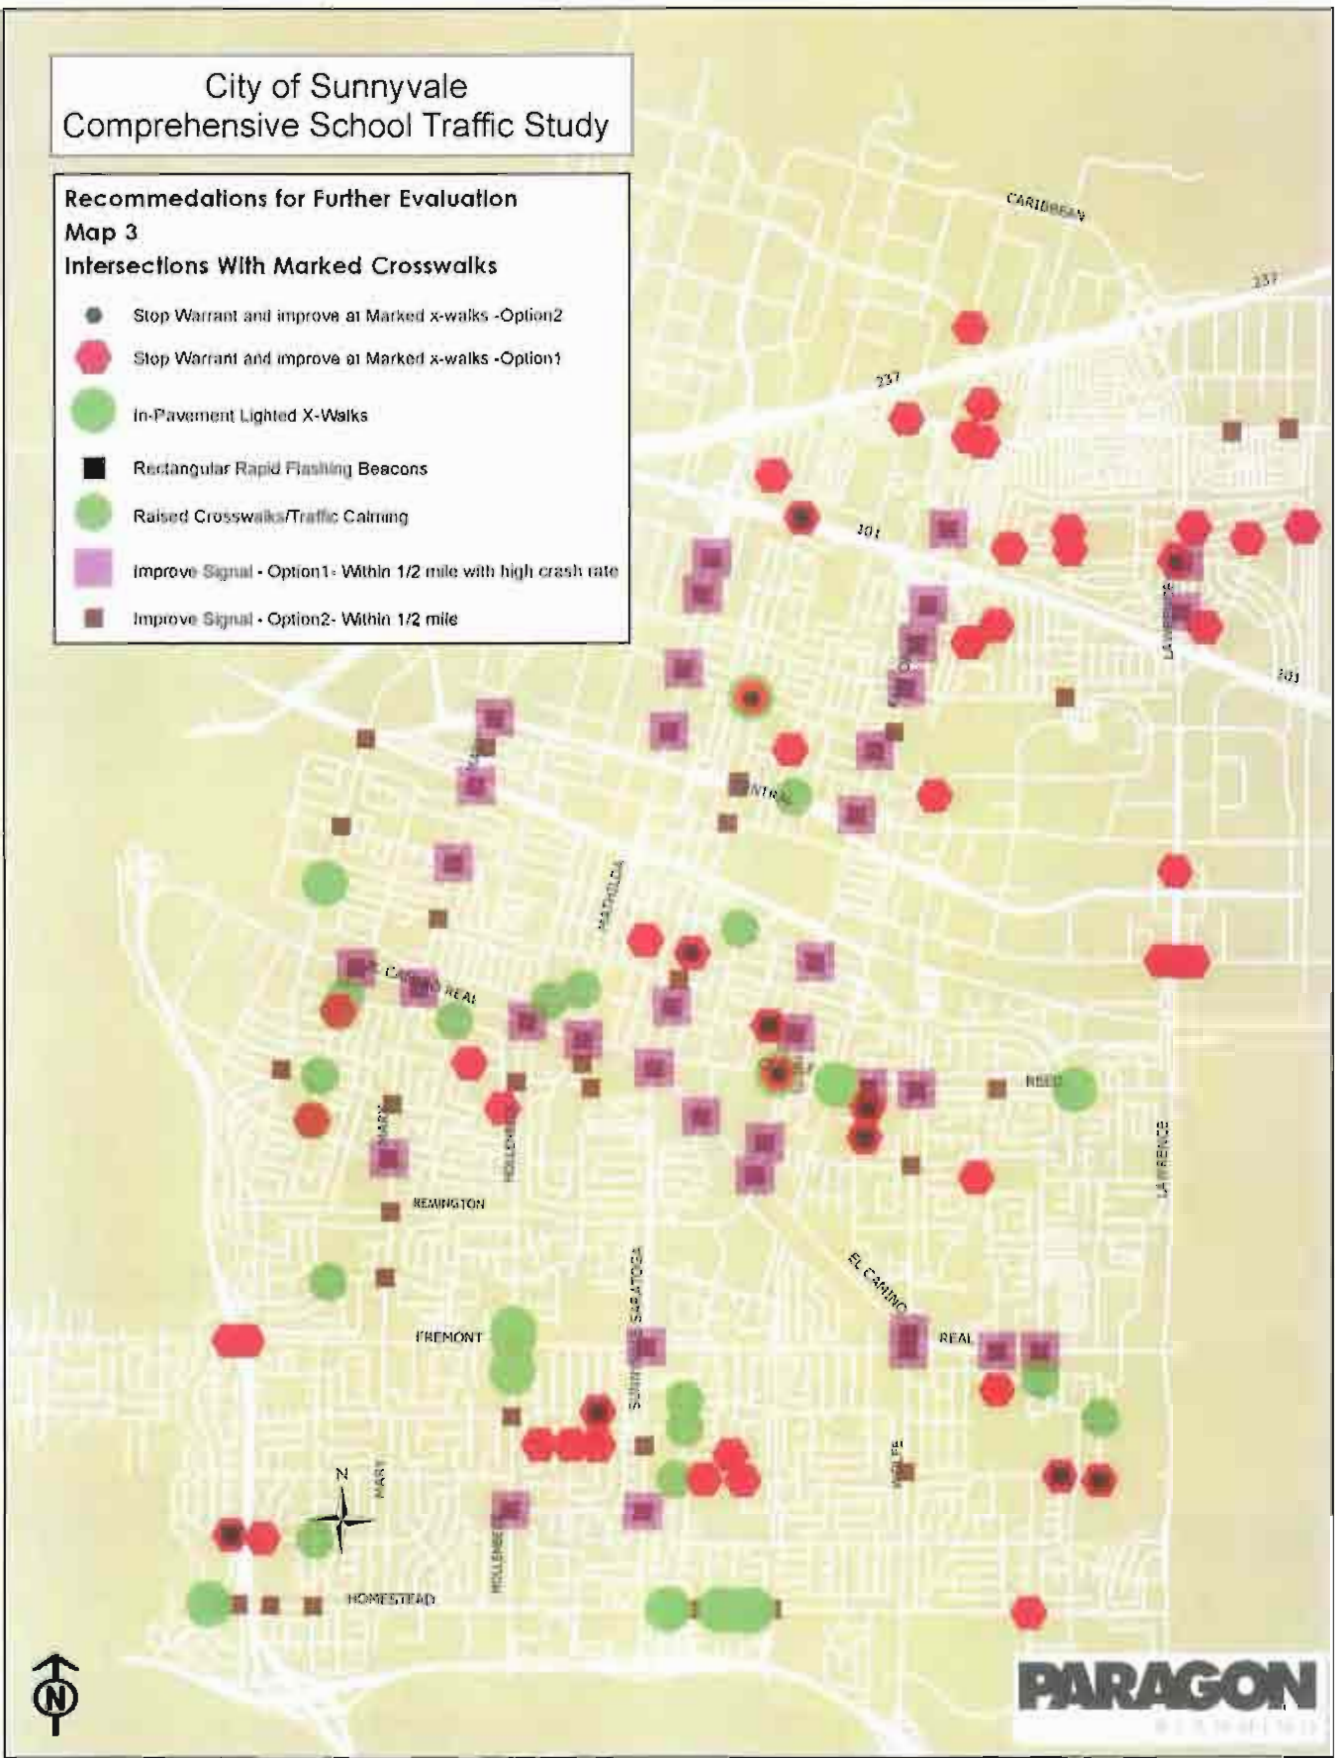 City of Sunnyvale
Comprehensive School Traffic Study
Recommedations for Further Evaluation
Map 3
Intersections With Marked Crosswalks
Stop Warrant and improve at Marked x-walks -Option2
Stop Warrant and improve at Marked x-walks -Option1
In-Pavement Lighted X-Walks
Rectangular Rapid Flashing Beacons
Raised Crosswalks/Traffic Calming
Improve Signal - Option1- Within 1/2 mile with high crash rate
Improve Signal - Option2- Within 1/2 mile
CARIBBEAN
237
237
101
LAWRENCE
101
MATHILDA
REAL
REED
MARY
LAWRENCE
REMINGTON
EL CAMINO
FREMONT
REAL
WOLFE
N
MARY
HOMESTEAD
N
PARAGON